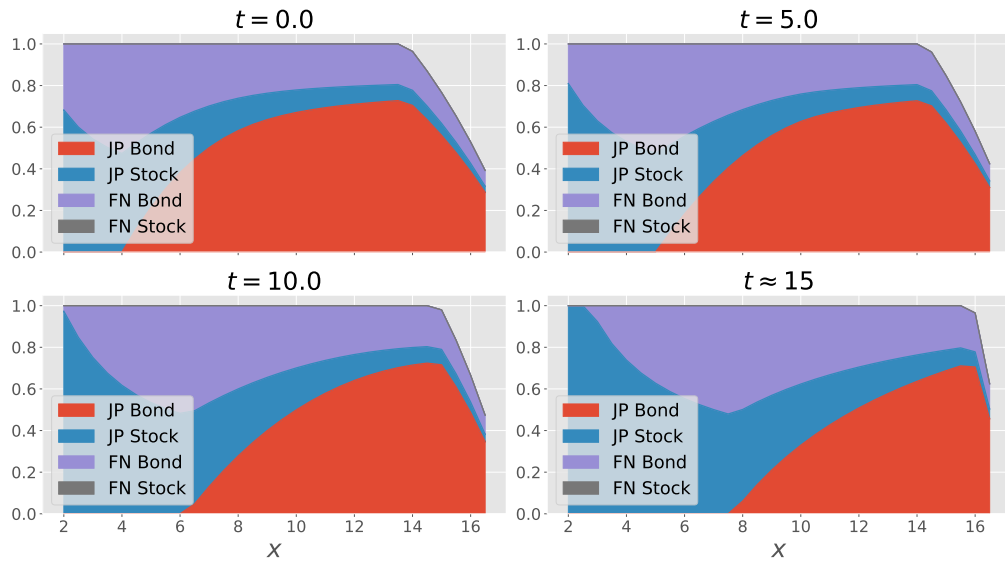 t = 0.0
1.0
0.8
0.6
0.4
0.2
0.0
JP Bond
JP Stock
FN Bond
FN Stock
t = 5.0
1.0
0.8
0.6
0.4
0.2
0.0
JP Bond
JP Stock
FN Bond
FN Stock
t = 10.0
1.0
0.8
0.6
0.4
0.2
0.0
JP Bond
JP Stock
FN Bond
FN Stock
2 4 6 8 10 12 14 16
x
t ≈ 15
1.0
0.8
0.6
0.4
0.2
0.0
JP Bond
JP Stock
FN Bond
FN Stock
2 4 6 8 10 12 14 16
x